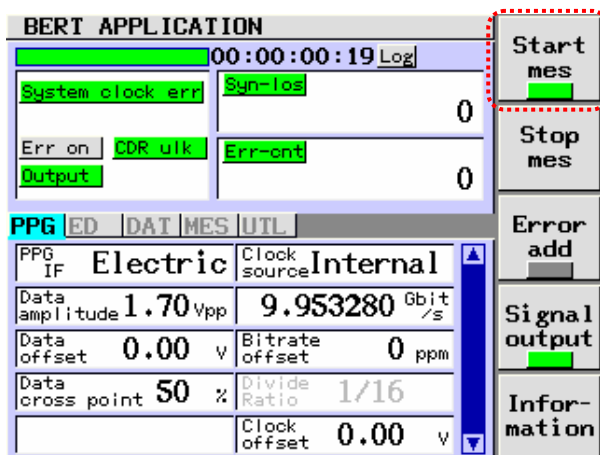 BERT APPLICATION
00:00:00:19 Log
System clock err
Syn-los
0
Err on CDR ulk
Output
Err-cnt
0
PPG ED DAT MES UTL
PPG IF Electric
Clock source Internal
Data amplitude 1.70 Vpp
9.953280 Gbit/s
Data offset 0.00 V
Bitrate offset 0 ppm
Data cross point 50 %
Divide Ratio 1/16
Clock offset 0.00 V
Start
mes
Stop
mes
Error
add
Signal
output
Infor-
mation